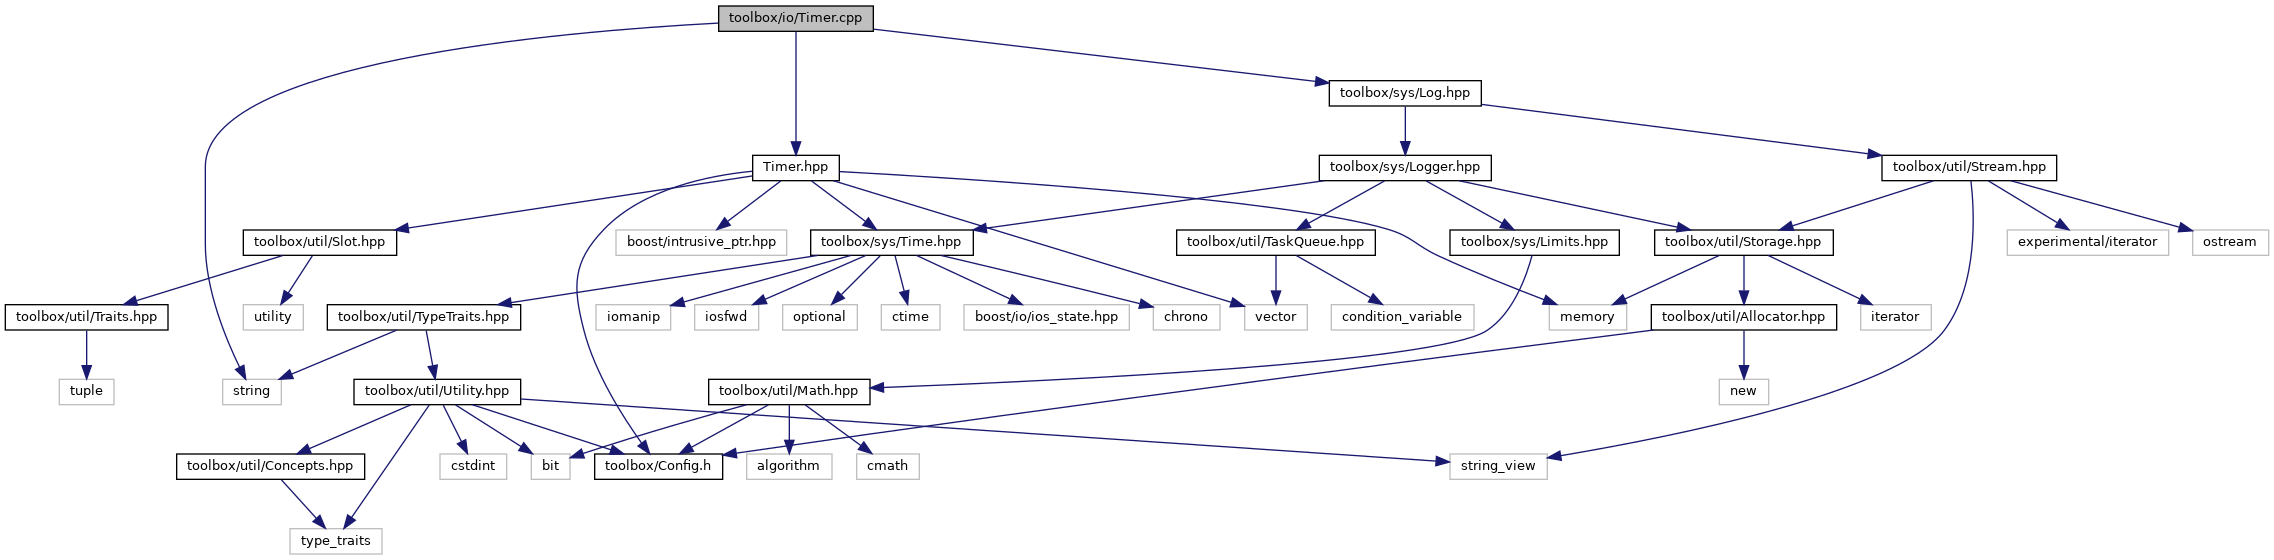 toolbox/io/Timer.cpp
toolbox/sys/Log.hpp
Timer.hpp
toolbox/sys/Logger.hpp
toolbox/util/Stream.hpp
toolbox/util/Slot.hpp
boost/intrusive_ptr.hpp
toolbox/sys/Time.hpp
toolbox/util/TaskQueue.hpp
toolbox/sys/Limits.hpp
toolbox/util/Storage.hpp
experimental/iterator
ostream
toolbox/util/Traits.hpp
utility
toolbox/util/TypeTraits.hpp
iomanip
iosfwd
optional
ctime
boost/io/ios_state.hpp
chrono
vector
condition_variable
memory
toolbox/util/Allocator.hpp
iterator
tuple
string
toolbox/util/Utility.hpp
toolbox/util/Math.hpp
new
toolbox/util/Concepts.hpp
cstdint
bit
toolbox/Config.h
algorithm
cmath
string_view
type_traits